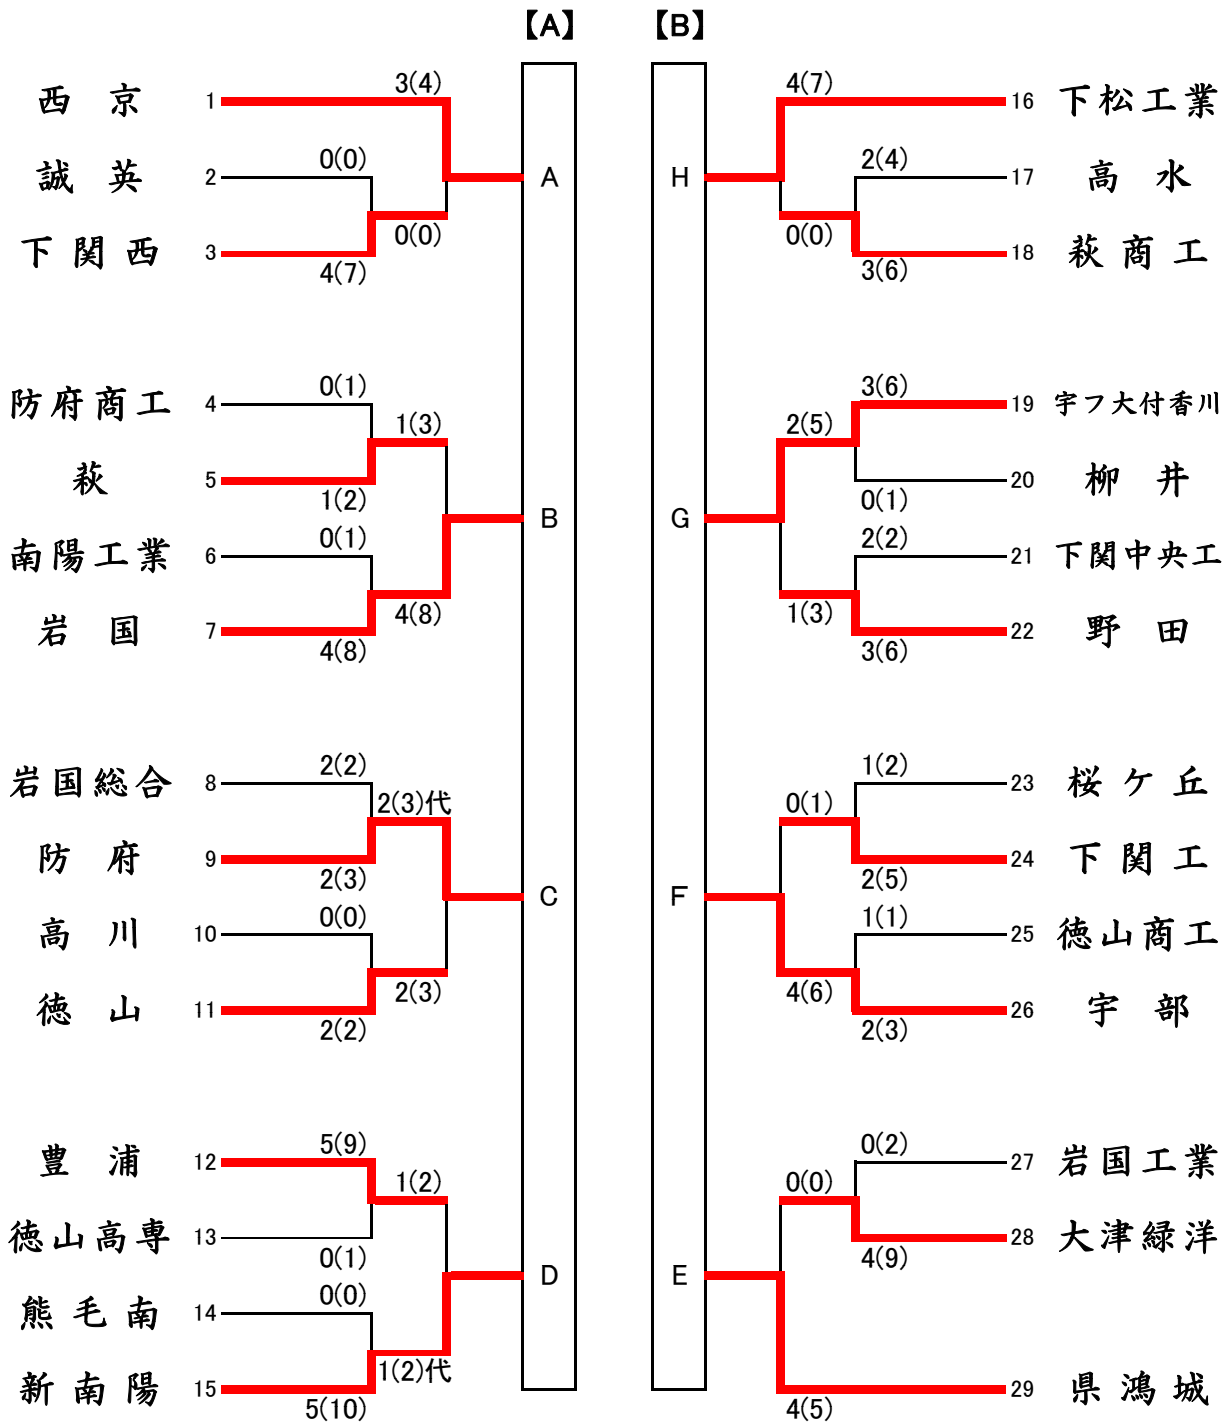 【A】 【B】
3(4) 4(7)
西京 1 16 下松工業
0(0) 2(4)
誠英 2 A H 17 高水
0(0) 0(0)
下関西 3 18 萩商工
4(7) 3(6)
0(1) 3(6)
防府商工 4 19 宇フ大付香川
1(3) 2(5)
萩 5 20 柳井
1(2) 0(1)
B G
0(1) 2(2)
南陽工業 6 21 下関中央工
4(8) 1(3)
岩国 7 22 野田
4(8) 3(6)
2(2) 1(2)
岩国総合 8 23 桜ケ丘
2(3)代 0(1)
防府 9 24 下関工
2(3) 2(5)
C F
0(0) 1(1)
高川 10 25 徳山商工
2(3) 4(6)
徳山 11 26 宇部
2(2) 2(3)
5(9) 0(2)
豊浦 12 27 岩国工業
1(2) 0(0)
徳山高専 13 28 大津緑洋
0(1) 4(9)
D E
0(0)
熊毛南 14
1(2)代
新南陽 15 29 県鴻城
5(10) 4(5)